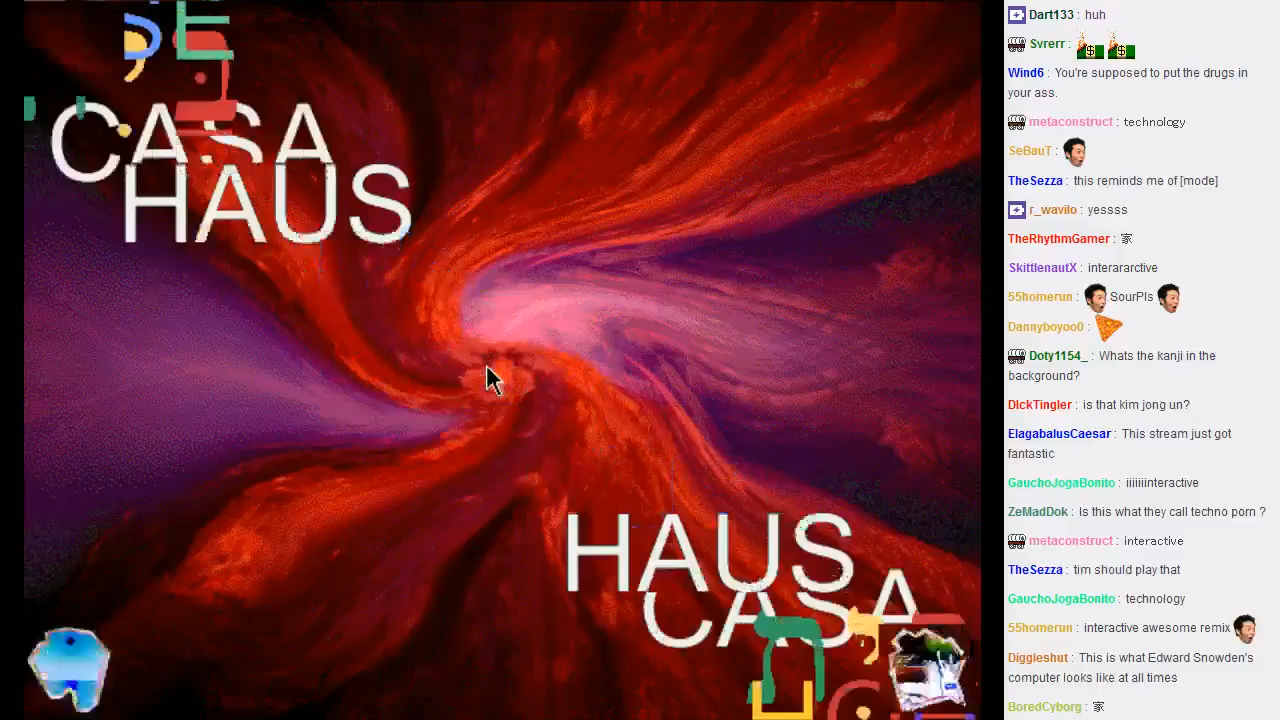 CASA
HAUS
HAUS
CASA
Dart133 : huh
Svrerr :
Wind6 : You're supposed to put the drugs in
your ass.
metaconstruct : technology
SeBauT :
TheSezza : this reminds me of [mode]
r_wavilo : yessss
TheRhythmGamer : 家
SkittlenautX : interararctive
55homerun : SourPls
Dannyboyoo0 :
Doty1154_ : Whats the kanji in the
background?
DIckTingler : is that kim jong un?
ElagabalusCaesar : This stream just got
fantastic
GauchoJogaBonito : iiiiiiinteractive
ZeMadDok : Is this what they call techno porn ?
metaconstruct : interactive
TheSezza : tim should play that
GauchoJogaBonito : technology
55homerun : interactive awesome remix
Diggleshut : This is what Edward Snowden's
computer looks like at all times
BoredCyborg : 家